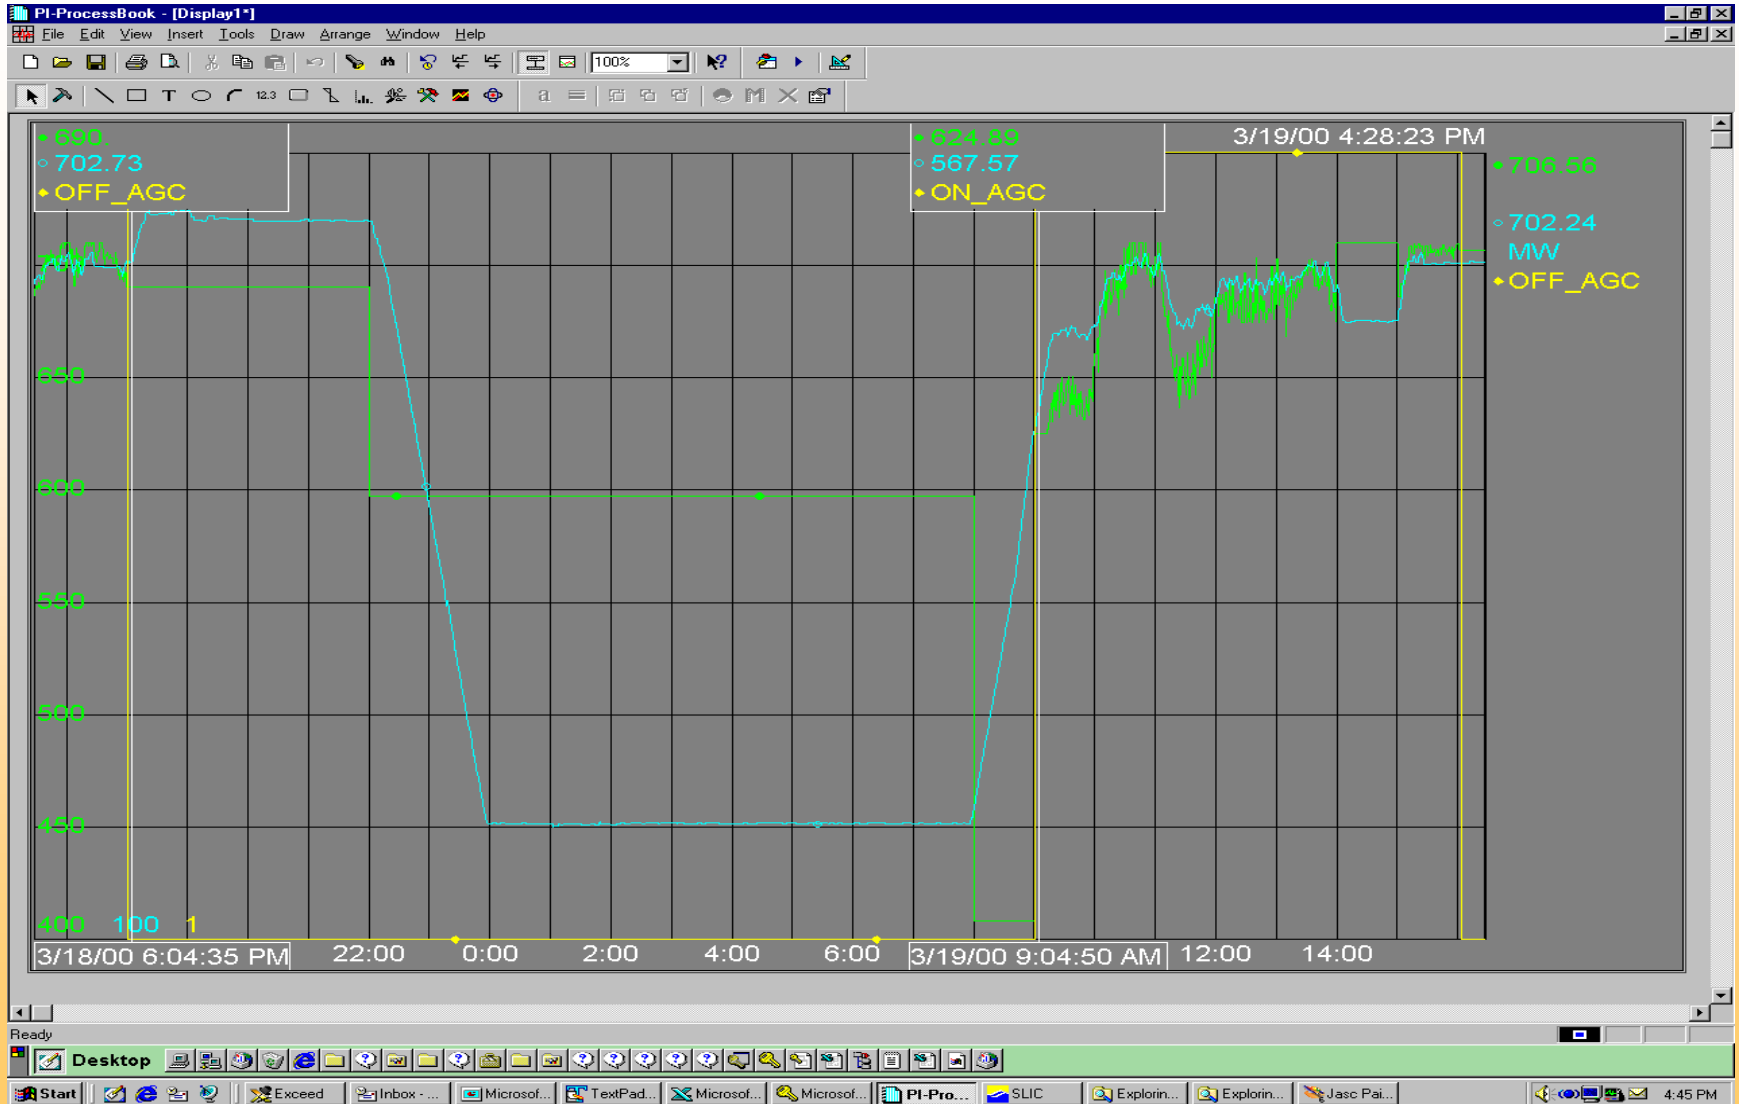 PI-ProcessBook - [Display1*]
File Edit View Insert Tools Draw Arrange Window Help
100%
T 12.3 a M
690.
702.73
OFF_AGC
624.89
567.57
ON_AGC
3/19/00 4:28:23 PM
706.56
702.24
MW
OFF_AGC
700
650
600
550
500
450
400 100 1
3/18/00 6:04:35 PM 22:00 0:00 2:00 4:00 6:00 3/19/00 9:04:50 AM 12:00 14:00
Ready
Desktop
Start Exceed Inbox - ... Microsof... TextPad... Microsof... Microsof... PI-Pro... SLIC Explorin... Explorin... Jasc Pai... 4:45 PM